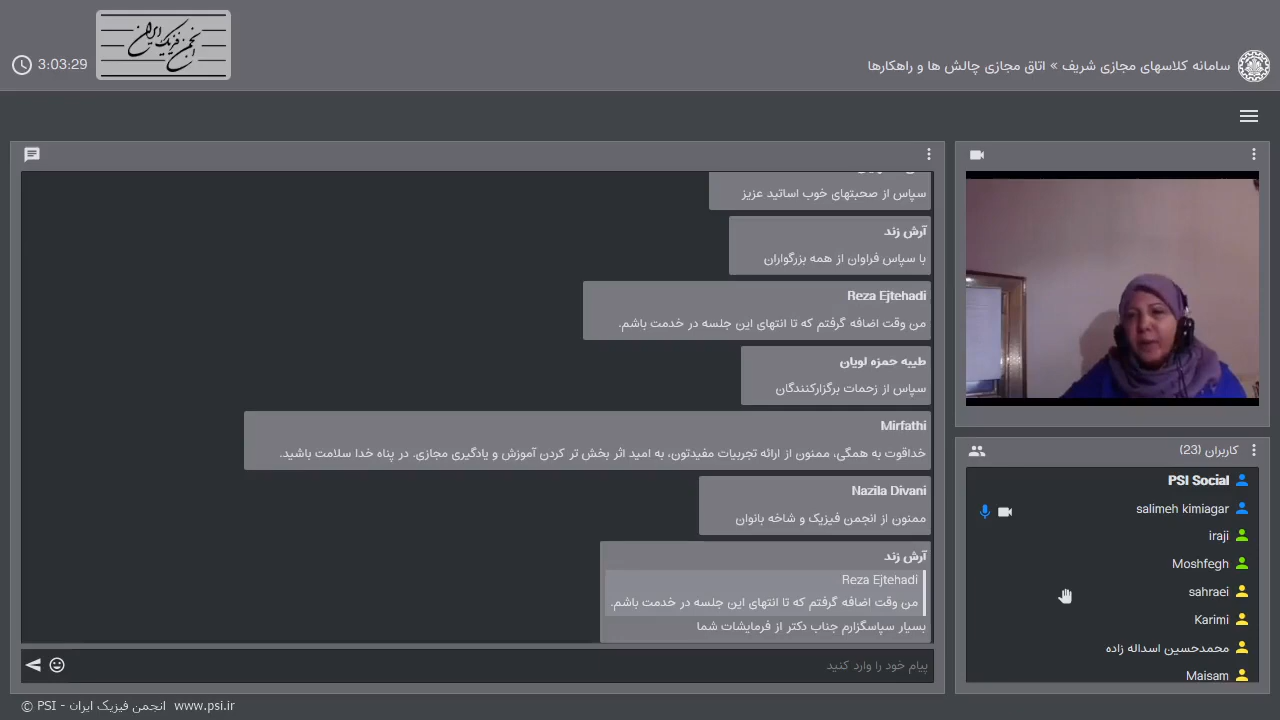 انجمن فیزیک ایران
3:03:29
سامانه کلاسهای مجازی شریف » اتاق مجازی چالش ها و راهکارها
سپاس از صحبتهای خوب اساتید عزیز
آرش زند
با سپاس فراوان از همه بزرگواران
Reza Ejtehadi
من وقت اضافه گرفتم که تا انتهای این جلسه در خدمت باشم.
طیبه حمزه لویان
سپاس از زحمات برگزارکنندگان
Mirfathi
خداقوت به همگی، ممنون از ارائه تجربیات مفیدتون، به امید اثر بخش تر کردن آموزش و یادگیری مجازی. در پناه خدا سلامت باشید.
Nazila Divani
ممنون از انجمن فیزیک و شاخه بانوان
آرش زند
Reza Ejtehadi
من وقت اضافه گرفتم که تا انتهای این جلسه در خدمت باشم.
بسیار سپاسگزارم جناب دکتر از فرمایشات شما
پیام خود را وارد کنید
کاربران (23)
PSI Social
salimeh kimiagar
iraji
Moshfegh
sahraei
Karimi
محمدحسین اسداله زاده
Maisam
© PSI - انجمن فیزیک ایران www.psi.ir